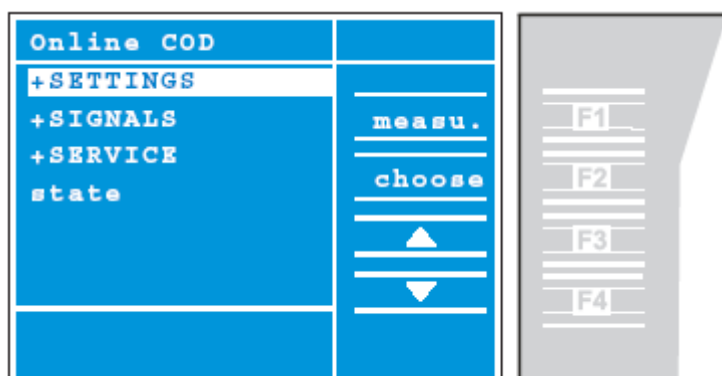 Online COD
+SETTINGS
+SIGNALS
+SERVICE
state
measu.
choose
F1
F2
F3
F4